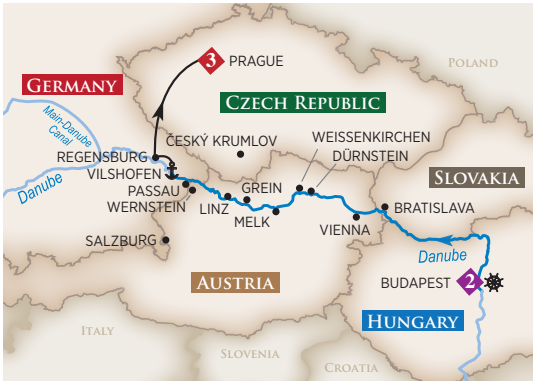 POLAND
3 PRAGUE
GERMANY
CZECH REPUBLIC
Main-Danube
Canal
ČESKÝ KRUMLOV
WEISSENKIRCHEN
DÜRNSTEIN
REGENSBURG
VILSHOFEN
PASSAU
WERNSTEIN
Danube
GREIN
LINZ
MELK
SLOVAKIA
BRATISLAVA
VIENNA
SALZBURG
Danube
AUSTRIA
BUDAPEST 2
HUNGARY
ITALY
SLOVENIA
CROATIA